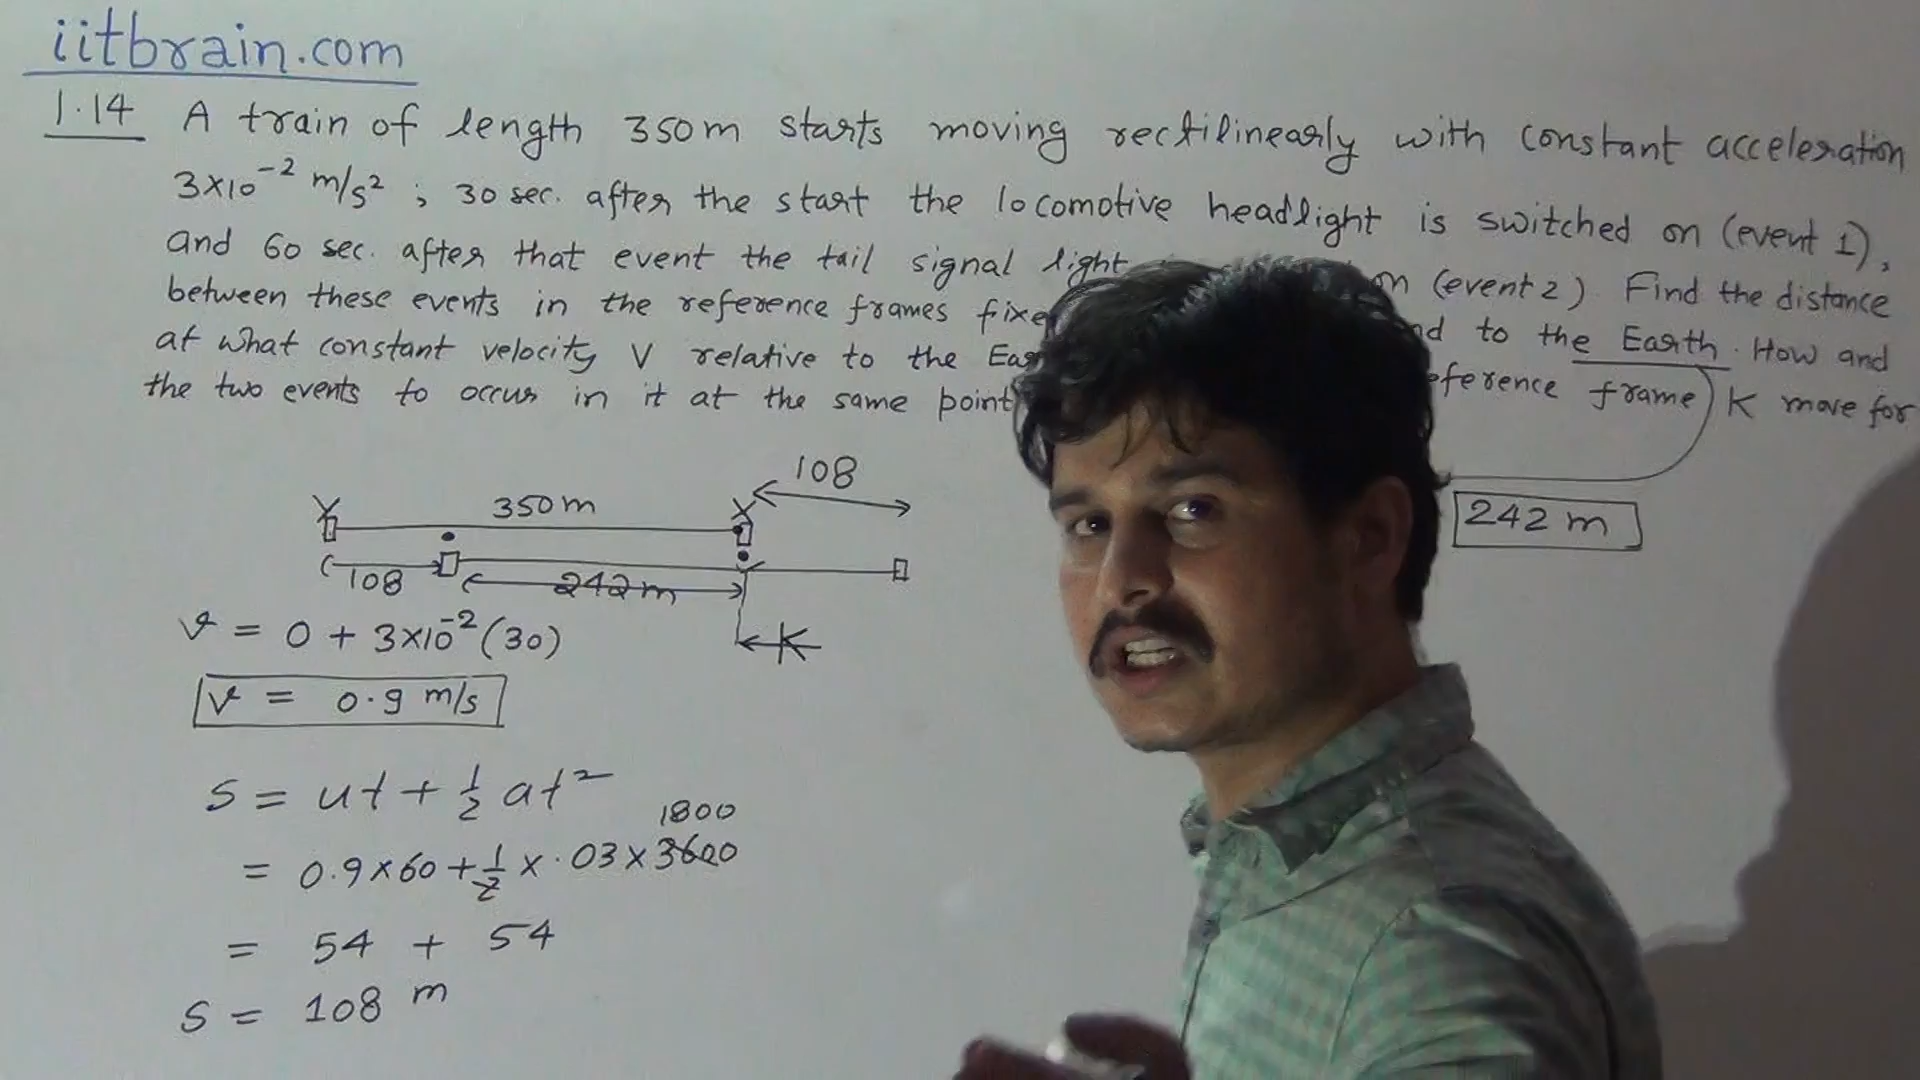 iitbrain.com
1.14 A train of length 350m starts moving rectilinearly with constant acceleration
3×10⁻² m/s² ; 30 sec. after the start the locomotive headlight is switched on (event 1),
and 60 sec. after that event the tail signal light on (event 2). Find the distance
between these events in the reference frames to the Earth. How and
at what constant velocity V relative to the frame K move for
the two events to occur in it at the same point
108
350m
242 m
108
242m
v = 0 + 3×10⁻²(30)
K
v = 0.9 m/s
s = ut + ½ at²
1800
= 0.9×60 + ½ × .03 × 3600
= 54 + 54
S = 108 m